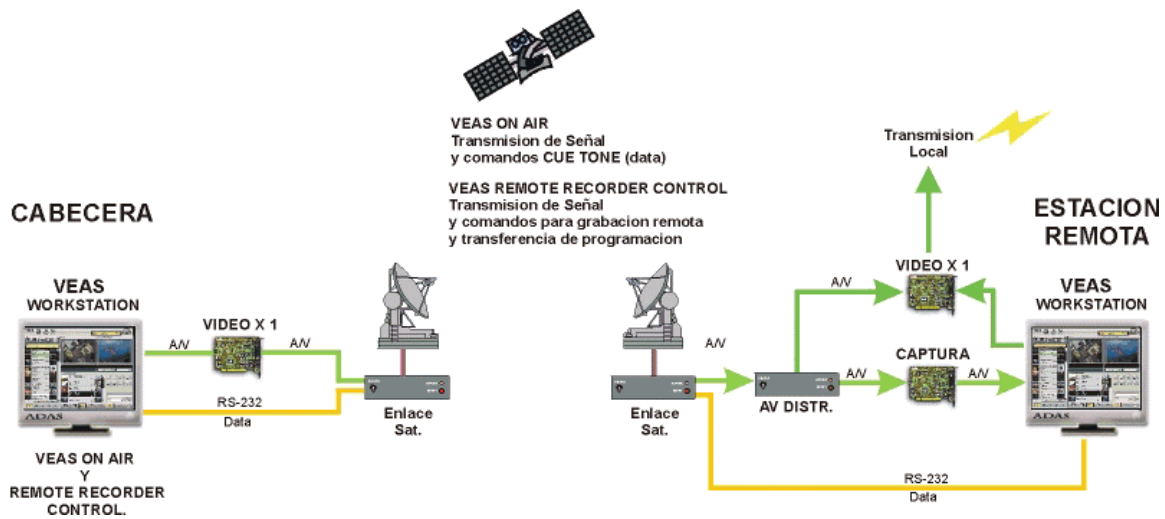 VEAS ON AIR
Transmision de Señal
y comandos CUE TONE (data)
VEAS REMOTE RECORDER CONTROL
Transmision de Señal
y comandos para grabacion remota
y transferencia de programacion
Transmision
Local
CABECERA
ESTACION
REMOTA
VEAS
WORKSTATION
VIDEO X 1
A/V
A/V
RS-232
Data
ADAS
VEAS ON AIR
Y
REMOTE RECORDER
CONTROL.
Enlace
Sat.
A/V
Enlace
Sat.
AV DISTR.
A/V
VIDEO X 1
A/V
CAPTURA
A/V
VEAS
WORKSTATION
ADAS
RS-232
Data